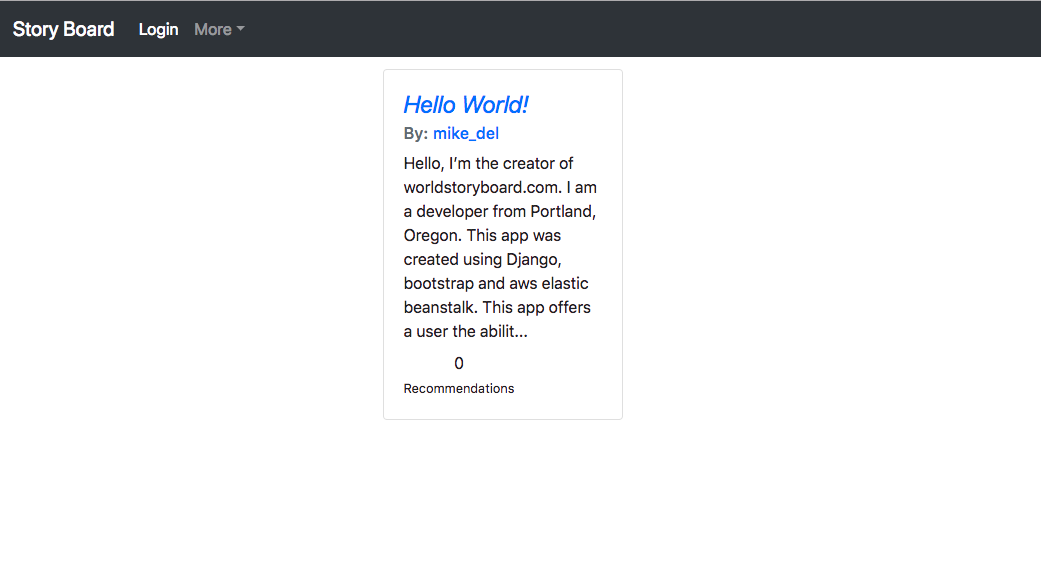 Story Board Login More
Hello World!
By: mike_del
Hello, I’m the creator of
worldstoryboard.com. I am
a developer from Portland,
Oregon. This app was
created using Django,
bootstrap and aws elastic
beanstalk. This app offers
a user the abilit...
0
Recommendations